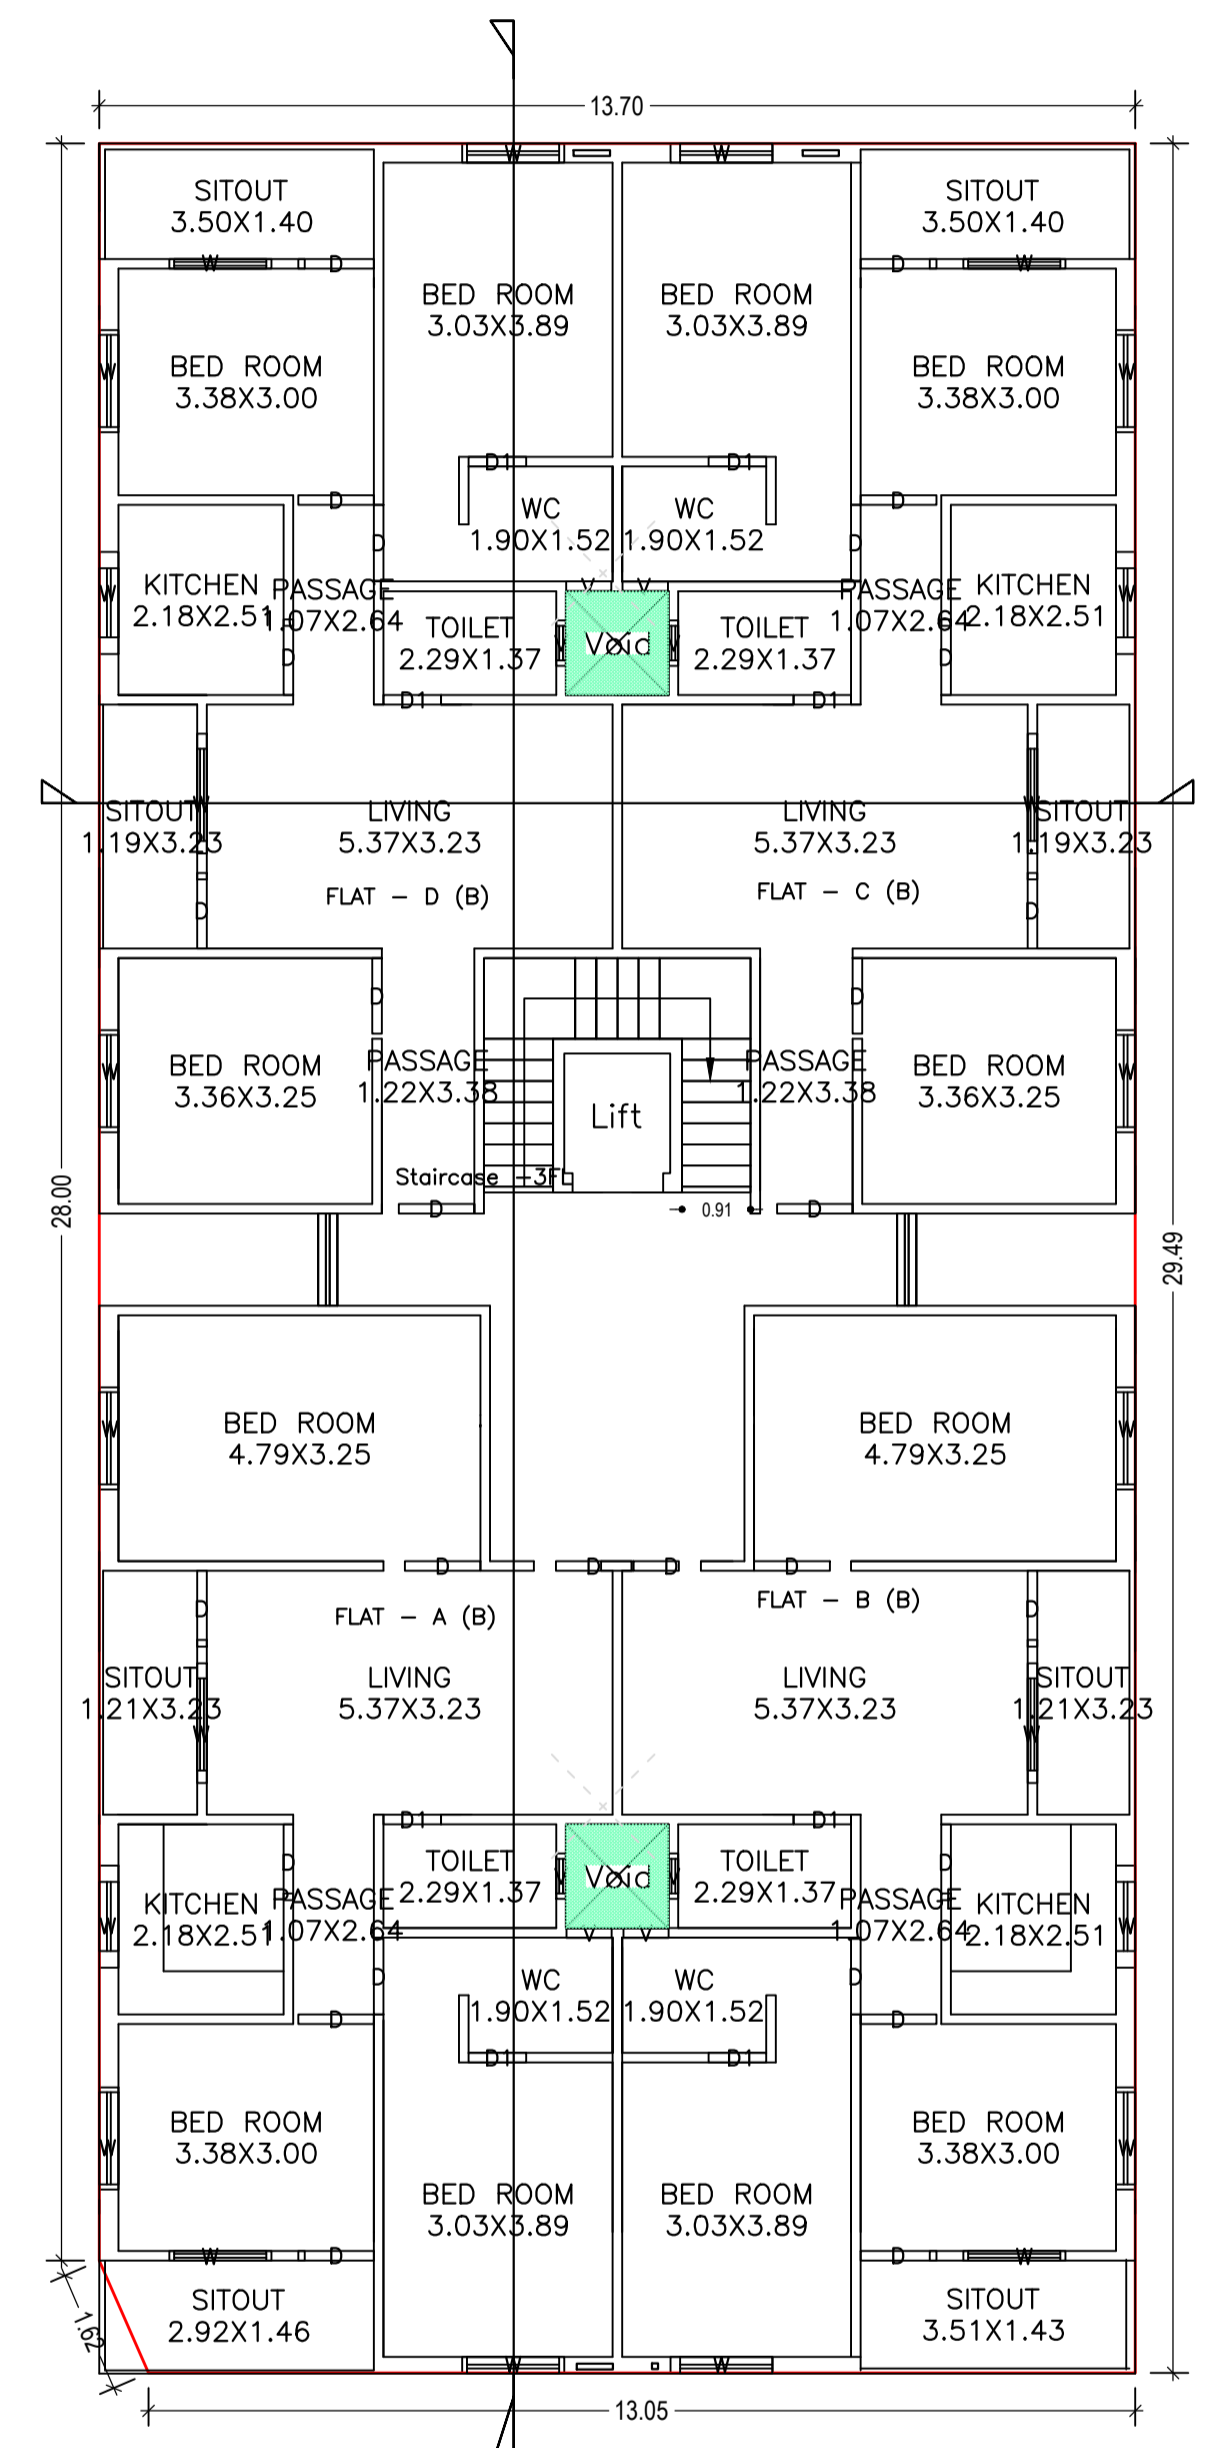 13.70
W
W
SITOUT
3.50X1.40
SITOUT
3.50X1.40
W
D
D
W
BED ROOM
3.03X3.89
BED ROOM
3.03X3.89
W
BED ROOM
3.38X3.00
BED ROOM
3.38X3.00
W
D1
D1
D
D
WC
1.90X1.52
WC
1.90X1.52
D
D
W
KITCHEN
2.18X2.51
PASSAGE
1.07X2.64
V
V
PASSAGE
1.07X2.64
KITCHEN
2.18X2.51
W
D
TOILET
2.29X1.37
W
Void
W
TOILET
2.29X1.37
D
D1
D1
SITOUT
1.19X3.23
W
LIVING
5.37X3.23
LIVING
5.37X3.23
W
SITOUT
1.19X3.23
FLAT - D (B)
FLAT - C (B)
D
D
D
D
W
BED ROOM
3.36X3.25
PASSAGE
1.22X3.38
Lift
PASSAGE
1.22X3.38
BED ROOM
3.36X3.25
W
Staircase -3FL
D
0.91
D
28.00
29.49
W
BED ROOM
4.79X3.25
BED ROOM
4.79X3.25
W
D
D
D
D
D
FLAT - A (B)
FLAT - B (B)
D
SITOUT
1.21X3.23
W
LIVING
5.37X3.23
LIVING
5.37X3.23
W
SITOUT
1.21X3.23
D1
D1
D
TOILET
2.29X1.37
W
Void
W
TOILET
2.29X1.37
D
W
KITCHEN
2.18X2.51
PASSAGE
1.07X2.64
V
V
PASSAGE
1.07X2.64
KITCHEN
2.18X2.51
W
D
WC
1.90X1.52
WC
1.90X1.52
D
D
D1
D1
D
W
BED ROOM
3.38X3.00
BED ROOM
3.38X3.00
W
BED ROOM
3.03X3.89
BED ROOM
3.03X3.89
W
D
D
W
SITOUT
2.92X1.46
SITOUT
3.51X1.43
1.62
W
W
13.05